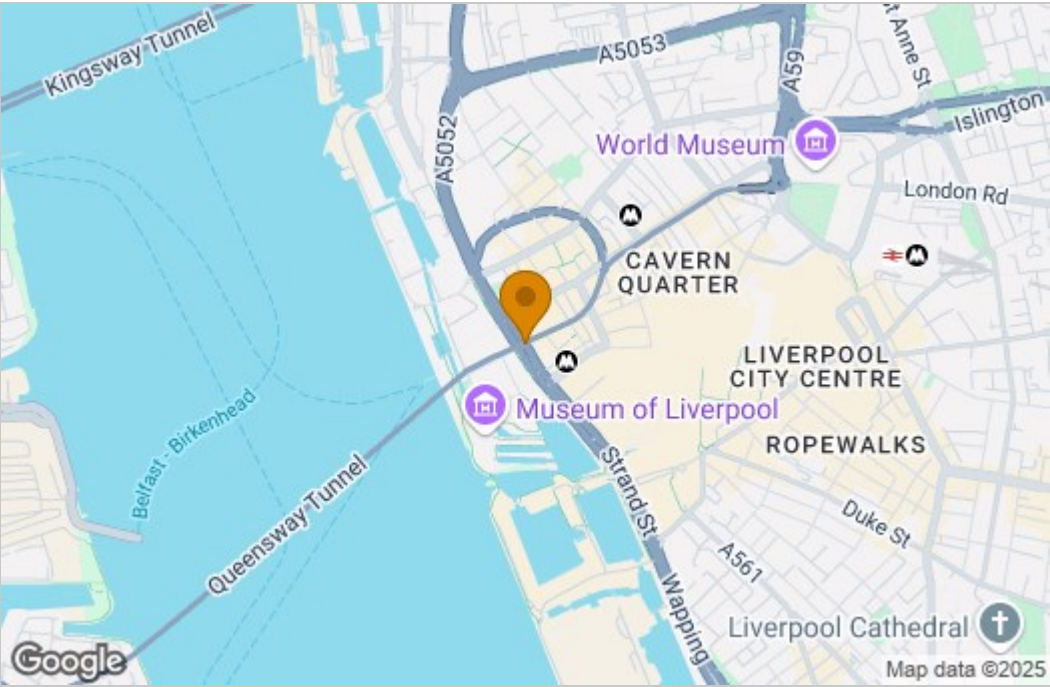 Kingsway Tunnel
A5053
A59
t Anne St
Islington
A5052
World Museum
London Rd
CAVERN
QUARTER
LIVERPOOL
CITY CENTRE
Museum of Liverpool
ROPEWALKS
Belfast - Birkenhead
Queensway Tunnel
Strand St
Duke St
A561
Wapping
Liverpool Cathedral
Google
Map data ©2025